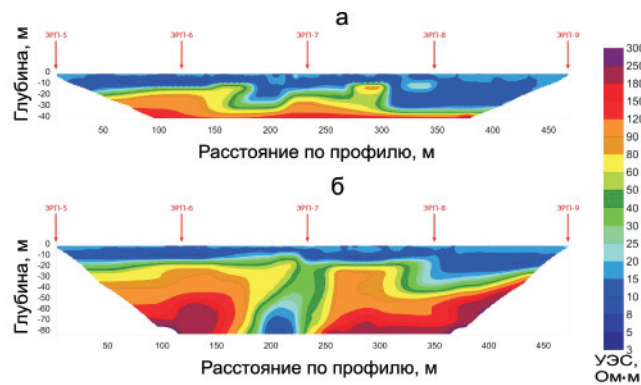 а
ЭРП-5 ЭРП-6 ЭРП-7 ЭРП-8 ЭРП-9
Глубина, м
0
-10
-20
-30
-40
50 100 150 200 250 300 350 400 450
Расстояние по профилю, м
б
ЭРП-5 ЭРП-6 ЭРП-7 ЭРП-8 ЭРП-9
Глубина, м
0
-10
-20
-30
-40
-50
-60
-70
-80
50 100 150 200 250 300 350 400 450
Расстояние по профилю, м
300
250
180
150
120
90
80
60
50
40
30
25
20
15
10
8
5
3
УЭС,
Ом·м